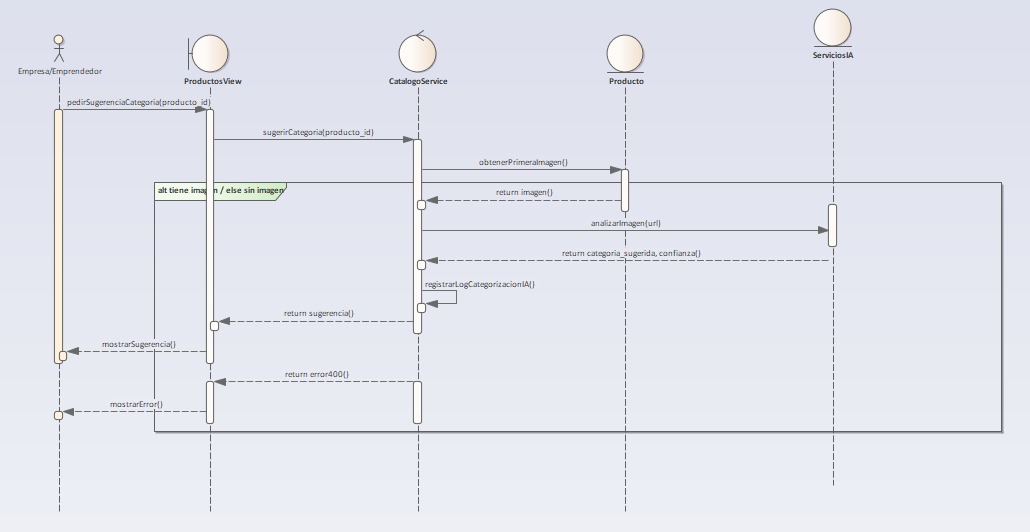 Empresa/Emprendedor
ProductosView
CatalogoService
Producto
ServiciosIA
pedirSugerenciaCategoria(producto_id)
sugerirCategoria(producto_id)
obtenerPrimeraImagen()
alt tiene imagen / else sin imagen
return imagen()
analizarImagen(url)
return categoria_sugerida, confianza()
registrarLogCategorizacionIA()
return sugerencia()
mostrarSugerencia()
return error400()
mostrarError()